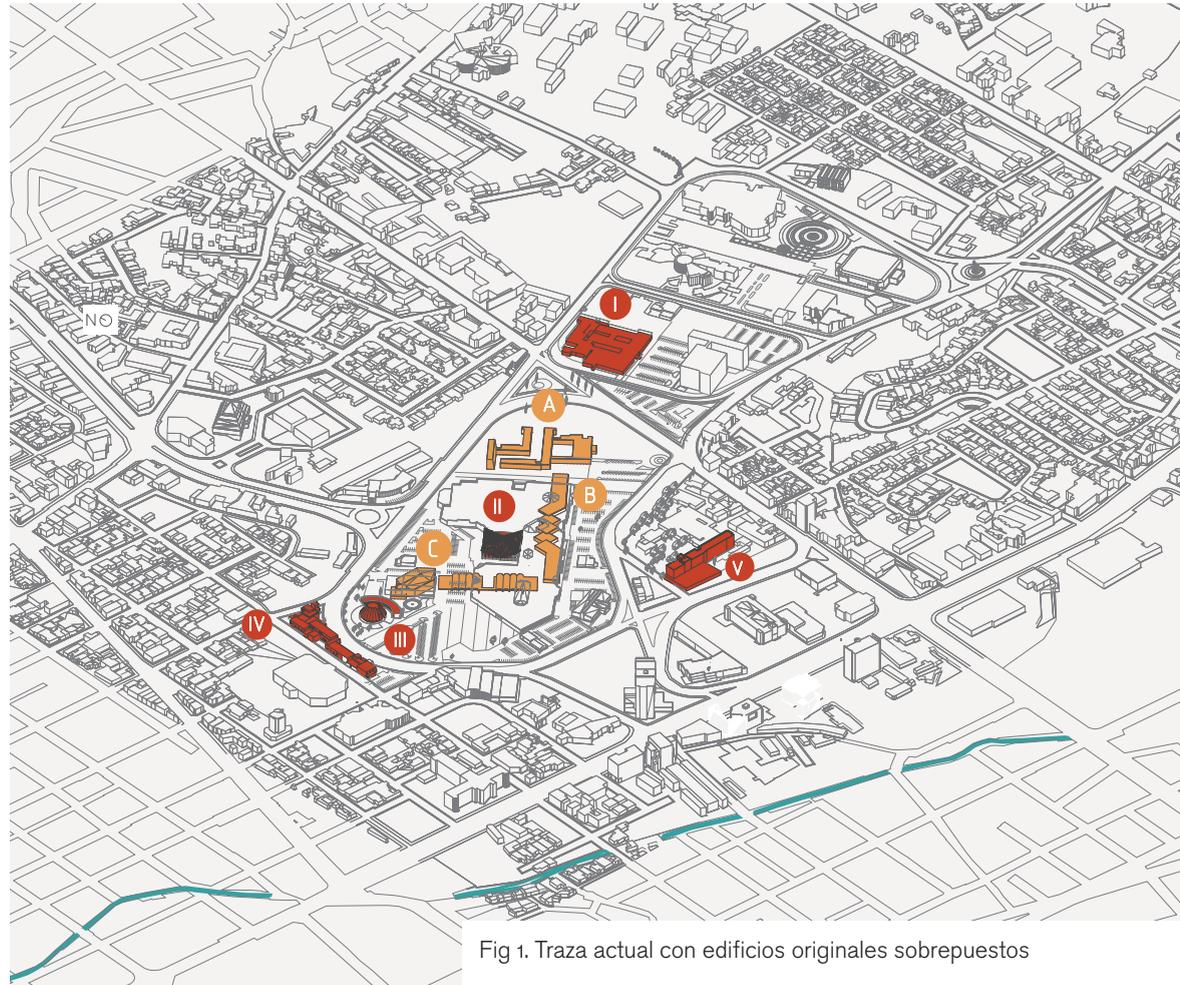 I
NO
A
B
II
C
V
IV
III
Fig 1. Traza actual con edificios originales sobrepuestos